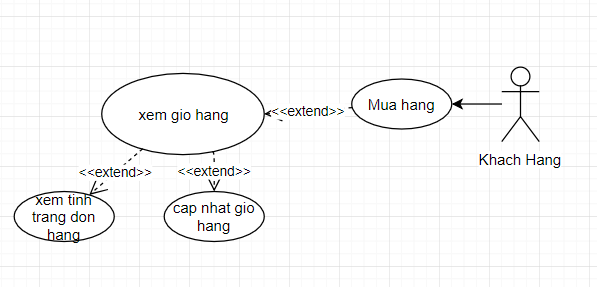 xem gio hang
<<extend>>
Mua hang
Khach Hang
<<extend>>
<<extend>>
xem tinh
trang don
hang
cap nhat gio
hang